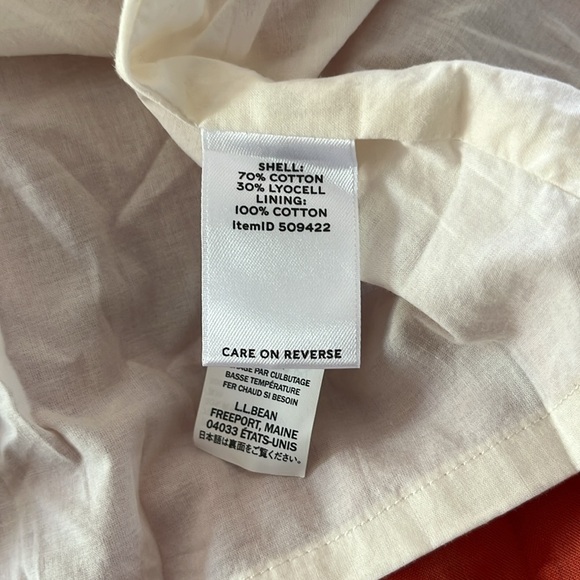 SHELL:
70% COTTON
30% LYOCELL
LINING:
100% COTTON
ItemID 509422
CARE ON REVERSE
PAR CULBUTAGE
BASSE TEMPÉRATURE
FER CHAUD SI BESOIN
L.L.BEAN
FREEPORT, MAINE
04033 ÉTATS-UNIS
日本語は裏面をご覧ください。